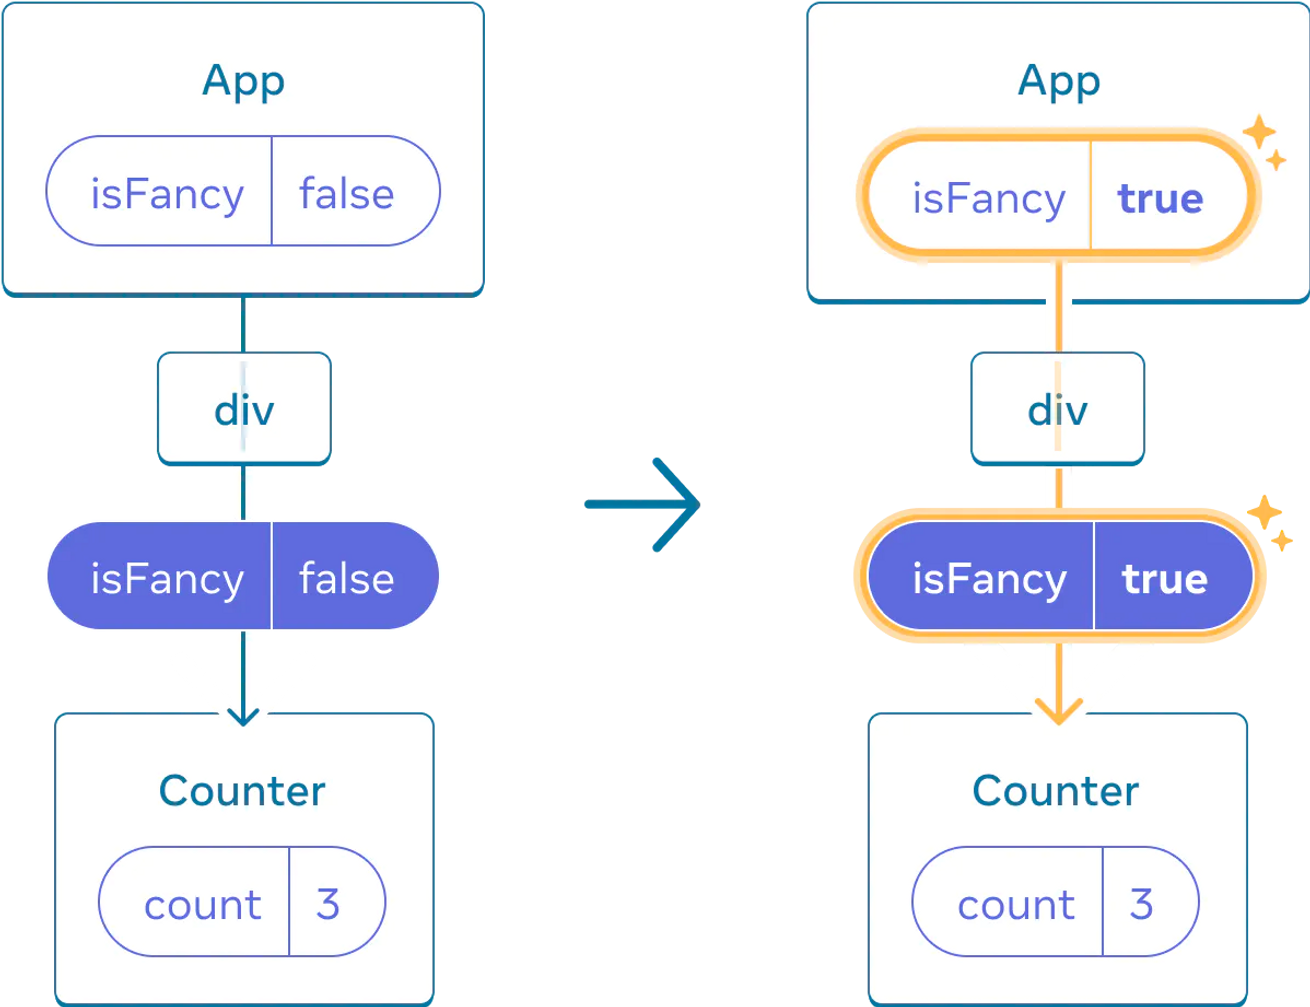 App
isFancy false
div
isFancy false
Counter
count 3
App
isFancy true
div
isFancy true
Counter
count 3